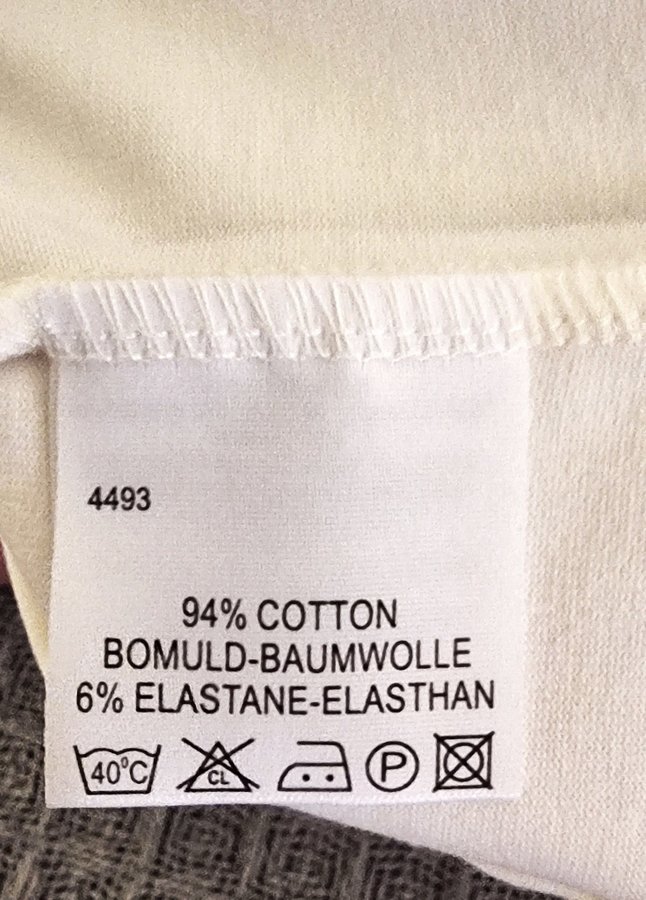 4493
94% COTTON
BOMULD-BAUMWOLLE
6% ELASTANE-ELASTHAN
40°C CL P